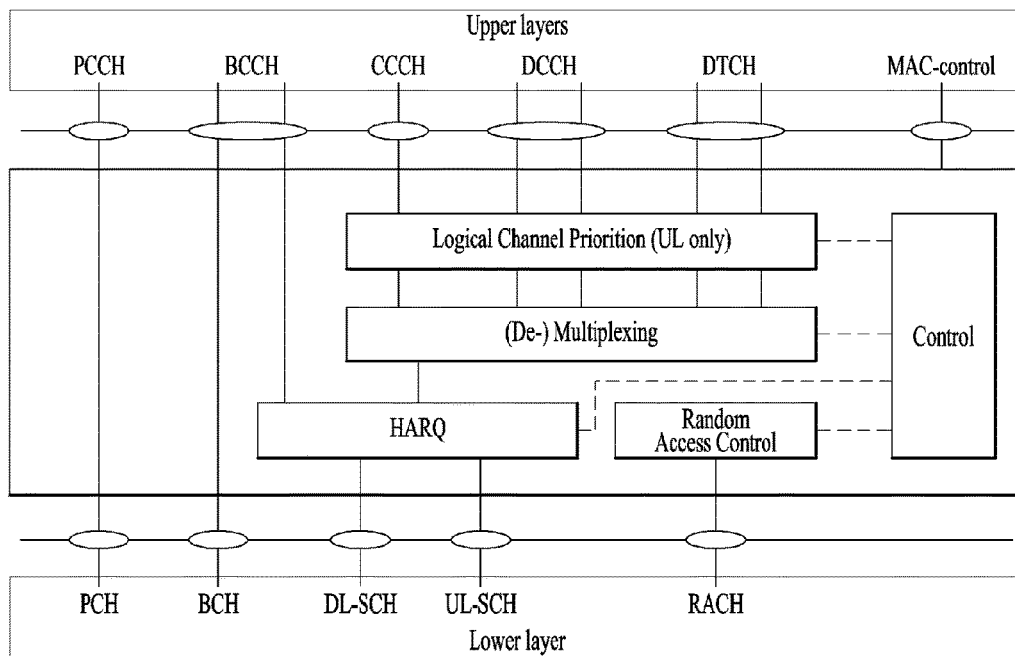 Upper layers
PCCH BCCH CCCH DCCH DTCH MAC-control
Logical Channel Priorition (UL only)
(De-) Multiplexing
Control
HARQ
Random
Access Control
PCH BCH DL-SCH UL-SCH RACH
Lower layer